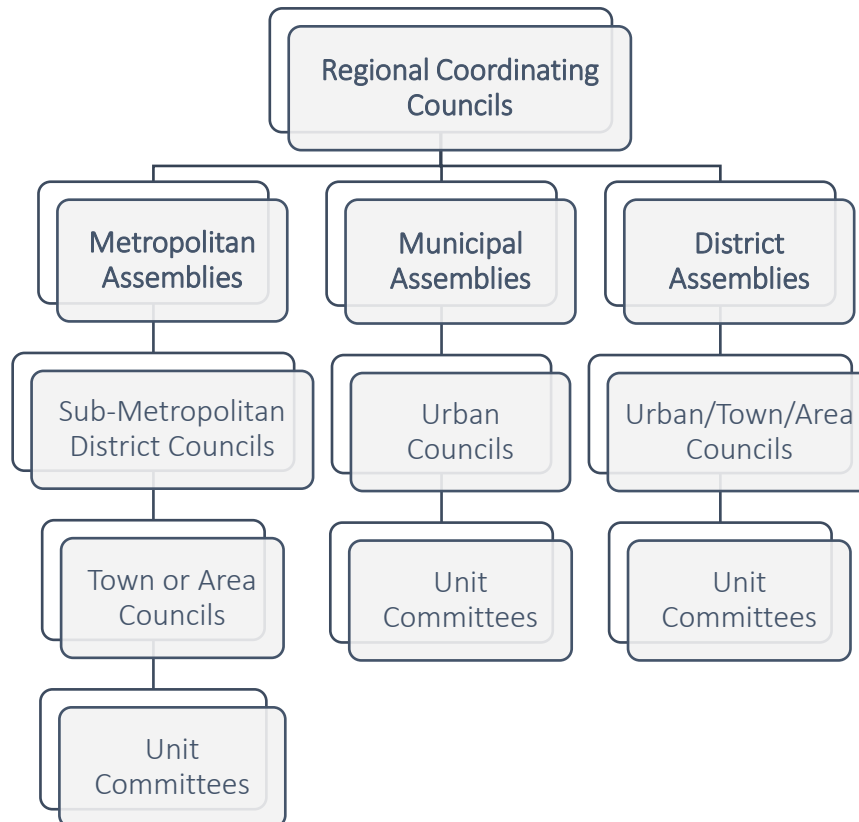 Regional Coordinating
Councils
Metropolitan
Assemblies
Municipal
Assemblies
District
Assemblies
Sub-Metropolitan
District Councils
Urban
Councils
Urban/Town/Area
Councils
Town or Area
Councils
Unit
Committees
Unit
Committees
Unit
Committees